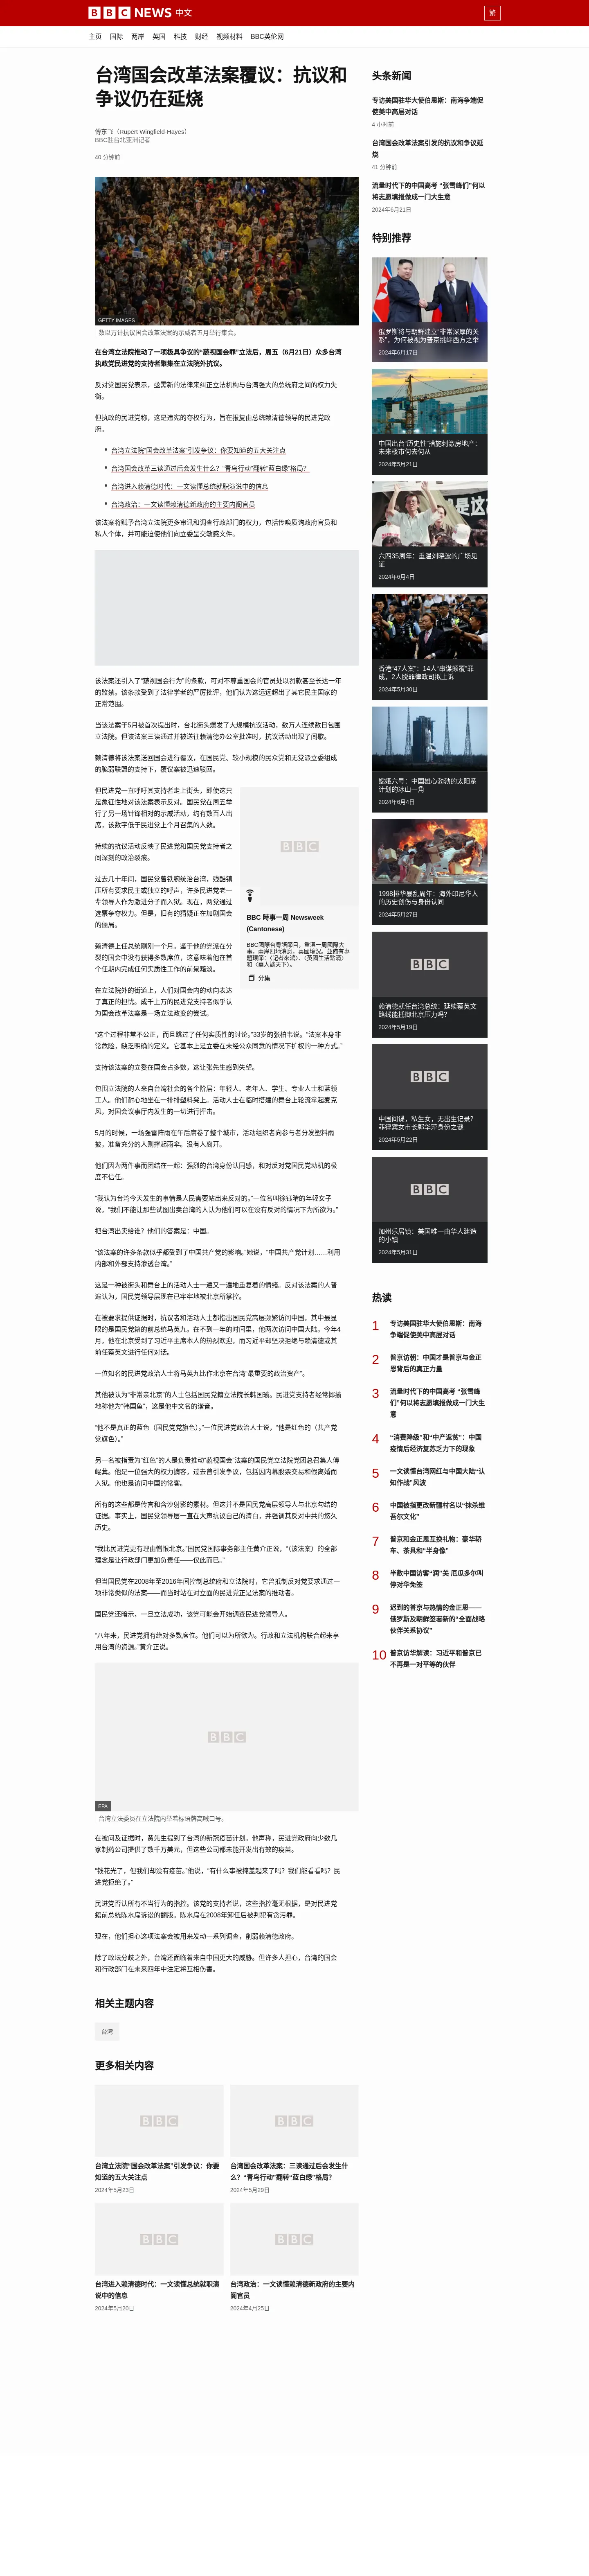 BBC NEWS 中文
繁
主页 国际 两岸 英国 科技 财经 视频材料 BBC英伦网
台湾国会改革法案覆议：抗议和
争议仍在延烧
傅东飞（Rupert Wingfield-Hayes）
BBC驻台北亚洲记者
40 分钟前
GETTY IMAGES
数以万计抗议国会改革法案的示威者五月举行集会。
在台湾立法院推动了一项极具争议的“藐视国会罪”立法后，周五（6月21日）众多台湾
执政党民进党的支持者聚集在立法院外抗议。
反对党国民党表示，亟需新的法律来纠正立法机构与台湾强大的总统府之间的权力失
衡。
但执政的民进党称，这是违宪的夺权行为，旨在报复由总统赖清德领导的民进党政
府。
台湾立法院“国会改革法案”引发争议：你要知道的五大关注点
台湾国会改革三读通过后会发生什么？“青鸟行动”翻转“蓝白绿”格局？
台湾进入赖清德时代：一文读懂总统就职演说中的信息
台湾政治：一文读懂赖清德新政府的主要内阁官员
该法案将赋予台湾立法院更多审讯和调查行政部门的权力，包括传唤质询政府官员和
私人个体，并可能迫使他们向立委呈交敏感文件。
该法案还引入了“藐视国会行为”的条款，可对不尊重国会的官员处以罚款甚至长达一年
的监禁。该条款受到了法律学者的严厉批评，他们认为这远远超出了其它民主国家的
正常范围。
当该法案于5月被首次提出时，台北街头爆发了大规模抗议活动，数万人连续数日包围
立法院。但该法案三读通过并被送往赖清德办公室批准时，抗议活动出现了间歇。
赖清德将该法案送回国会进行覆议，在国民党、较小规模的民众党和无党派立委组成
的脆弱联盟的支持下，覆议案被迅速驳回。
但民进党一直呼吁其支持者走上街头，即使这只
是象征性地对该法案表示反对。国民党在周五举
行了另一场针锋相对的示威活动，约有数百人出
席，该数字低于民进党上个月召集的人数。
持续的抗议活动反映了民进党和国民党支持者之
间深刻的政治裂痕。
过去几十年间，国民党曾铁腕统治台湾，残酷镇
压所有要求民主或独立的呼声，许多民进党老一
辈领导人作为激进分子而入狱。现在，两党通过
选票争夺权力。但是，旧有的猜疑正在加剧国会
的僵局。
赖清德上任总统刚刚一个月。鉴于他的党派在分
裂的国会中没有获得多数席位，这意味着他在首
个任期内完成任何实质性工作的前景黯淡。
在立法院外的街道上，人们对国会内的动向表达
了真正的担忧。成千上万的民进党支持者似乎认
为国会改革法案是一场立法政变的尝试。
BBC 時事一周 Newsweek
(Cantonese)
BBC國際台粵語節目，重溫一周國際大
事，兩岸四地消息，英國境況。並備有專
題環節：〈記者來鴻〉、〈英國生活點滴〉
和〈華人談天下〉。
分集
“这个过程非常不公正，而且跳过了任何实质性的讨论。”33岁的张柏韦说。“法案本身非
常危险，缺乏明确的定义。它基本上是立委在未经公众同意的情况下扩权的一种方式。”
支持该法案的立委在国会占多数，这让张先生感到失望。
包围立法院的人来自台湾社会的各个阶层：年轻人、老年人、学生、专业人士和蓝领
工人。他们耐心地坐在一排排塑料凳上。活动人士在临时搭建的舞台上轮流拿起麦克
风，对国会议事厅内发生的一切进行抨击。
5月的时候，一场强雷阵雨在午后席卷了整个城市，活动组织者向参与者分发塑料雨
披，准备充分的人则撑起雨伞。没有人离开。
他们因为两件事而团结在一起：强烈的台湾身份认同感，和对反对党国民党动机的极
度不信任。
“我认为台湾今天发生的事情是人民需要站出来反对的。”一位名叫徐钰晴的年轻女子
说，“我们不能让那些试图出卖台湾的人认为他们可以在没有反对的情况下为所欲为。”
把台湾出卖给谁？他们的答案是：中国。
“该法案的许多条款似乎都受到了中国共产党的影响。”她说，“中国共产党计划……利用
内部和外部支持渗透台湾。”
这是一种被街头和舞台上的活动人士一遍又一遍地重复着的情绪。反对该法案的人普
遍认为，国民党领导层现在已牢牢地被北京所掌控。
在被要求提供证据时，抗议者和活动人士都指出国民党高层频繁访问中国，其中最显
眼的是国民党籍的前总统马英九。在不到一年的时间里，他两次访问中国大陆。今年4
月，他在北京受到了习近平主席本人的热烈欢迎，而习近平却坚决拒绝与赖清德或其
前任蔡英文进行任何对话。
一位知名的民进党政治人士将马英九比作北京在台湾“最重要的政治资产”。
其他被认为“非常亲北京”的人士包括国民党籍立法院长韩国瑜。民进党支持者经常揶揄
地称他为“韩国鱼”，这是他中文名的谐音。
“他不是真正的蓝色（国民党党旗色）。”一位民进党政治人士说，“他是红色的（共产党
党旗色）。”
另一名被指责为“红色”的人是负责推动“藐视国会”法案的国民党立法院党团总召集人傅
崐萁。他是一位强大的权力掮客，过去曾引发争议，包括因内幕股票交易和假离婚而
入狱。他也是访问中国的常客。
所有的这些都是传言和含沙射影的素材。但这并不是国民党高层领导人与北京勾结的
证据。事实上，国民党领导层一直在大声抗议自己的清白，并强调其反对中共的悠久
历史。
“我比民进党更有理由憎恨北京。”国民党国际事务部主任黄介正说，“（该法案）的全部
理念是让行政部门更加负责任——仅此而已。”
但当国民党在2008年至2016年间控制总统府和立法院时，它曾抵制反对党要求通过一
项非常类似的法案——而当时站在对立面的民进党正是法案的推动者。
国民党还暗示，一旦立法成功，该党可能会开始调查民进党领导人。
“八年来，民进党拥有绝对多数席位。他们可以为所欲为。行政和立法机构联合起来享
用台湾的资源。”黄介正说。
BBC
EPA
台湾立法委员在立法院内举着标语牌高喊口号。
在被问及证据时，黄先生提到了台湾的新冠疫苗计划。他声称，民进党政府向少数几
家制药公司提供了数千万美元，但这些公司都未能开发出有效的疫苗。
“钱花光了，但我们却没有疫苗。”他说，“有什么事被掩盖起来了吗？我们能看看吗？民
进党拒绝了。”
民进党否认所有不当行为的指控。该党的支持者说，这些指控毫无根据，是对民进党
籍前总统陈水扁诉讼的翻版。陈水扁在2008年卸任后被判犯有贪污罪。
现在，他们担心这项法案会被用来发动一系列调查，削弱赖清德政府。
除了政坛分歧之外，台湾还面临着来自中国更大的威胁。但许多人担心，台湾的国会
和行政部门在未来四年中注定将互相伤害。
相关主题内容
台湾
更多相关内容
台湾立法院“国会改革法案”引发争议：你要
知道的五大关注点
2024年5月23日
台湾国会改革法案：三读通过后会发生什
么？“青鸟行动”翻转“蓝白绿”格局？
2024年5月29日
台湾进入赖清德时代：一文读懂总统就职演
说中的信息
2024年5月20日
台湾政治：一文读懂赖清德新政府的主要内
阁官员
2024年4月25日
头条新闻
专访美国驻华大使伯恩斯：南海争端促
使美中高层对话
4 小时前
台湾国会改革法案引发的抗议和争议延
烧
41 分钟前
流量时代下的中国高考 “张雪峰们”何以
将志愿填报做成一门大生意
2024年6月21日
特别推荐
俄罗斯将与朝鲜建立“非常深厚的关
系”，为何被视为普京挑衅西方之举
2024年6月17日
中国出台“历史性”措施刺激房地产：
未来楼市何去何从
2024年5月21日
六四35周年：重温刘晓波的广场见
证
2024年6月4日
香港“47人案”：14人“串谋颠覆”罪
成，2人脱罪律政司拟上诉
2024年5月30日
嫦娥六号：中国雄心勃勃的太阳系
计划的冰山一角
2024年6月4日
1998排华暴乱周年：海外印尼华人
的历史创伤与身份认同
2024年5月27日
BBC
赖清德就任台湾总统：延续蔡英文
路线能抵御北京压力吗？
2024年5月19日
BBC
中国间谍，私生女，无出生记录？
菲律宾女市长郭华萍身份之谜
2024年5月22日
BBC
加州乐居镇：美国唯一由华人建造
的小镇
2024年5月31日
热读
1 专访美国驻华大使伯恩斯：南海
争端促使美中高层对话
2 普京访朝：中国才是普京与金正
恩背后的真正力量
3 流量时代下的中国高考 “张雪峰
们”何以将志愿填报做成一门大生
意
4 “消费降级”和“中产返贫”：中国
疫情后经济复苏乏力下的现象
5 一文读懂台湾网红与中国大陆“认
知作战”风波
6 中国被指更改新疆村名以“抹杀维
吾尔文化”
7 普京和金正恩互换礼物：豪华轿
车、茶具和“半身像”
8 半数中国访客“润”美 厄瓜多尔叫
停对华免签
9 迟到的普京与热情的金正恩——
俄罗斯及朝鲜签署新的“全面战略
伙伴关系协议”
10 普京访华解读：习近平和普京已
不再是一对平等的伙伴